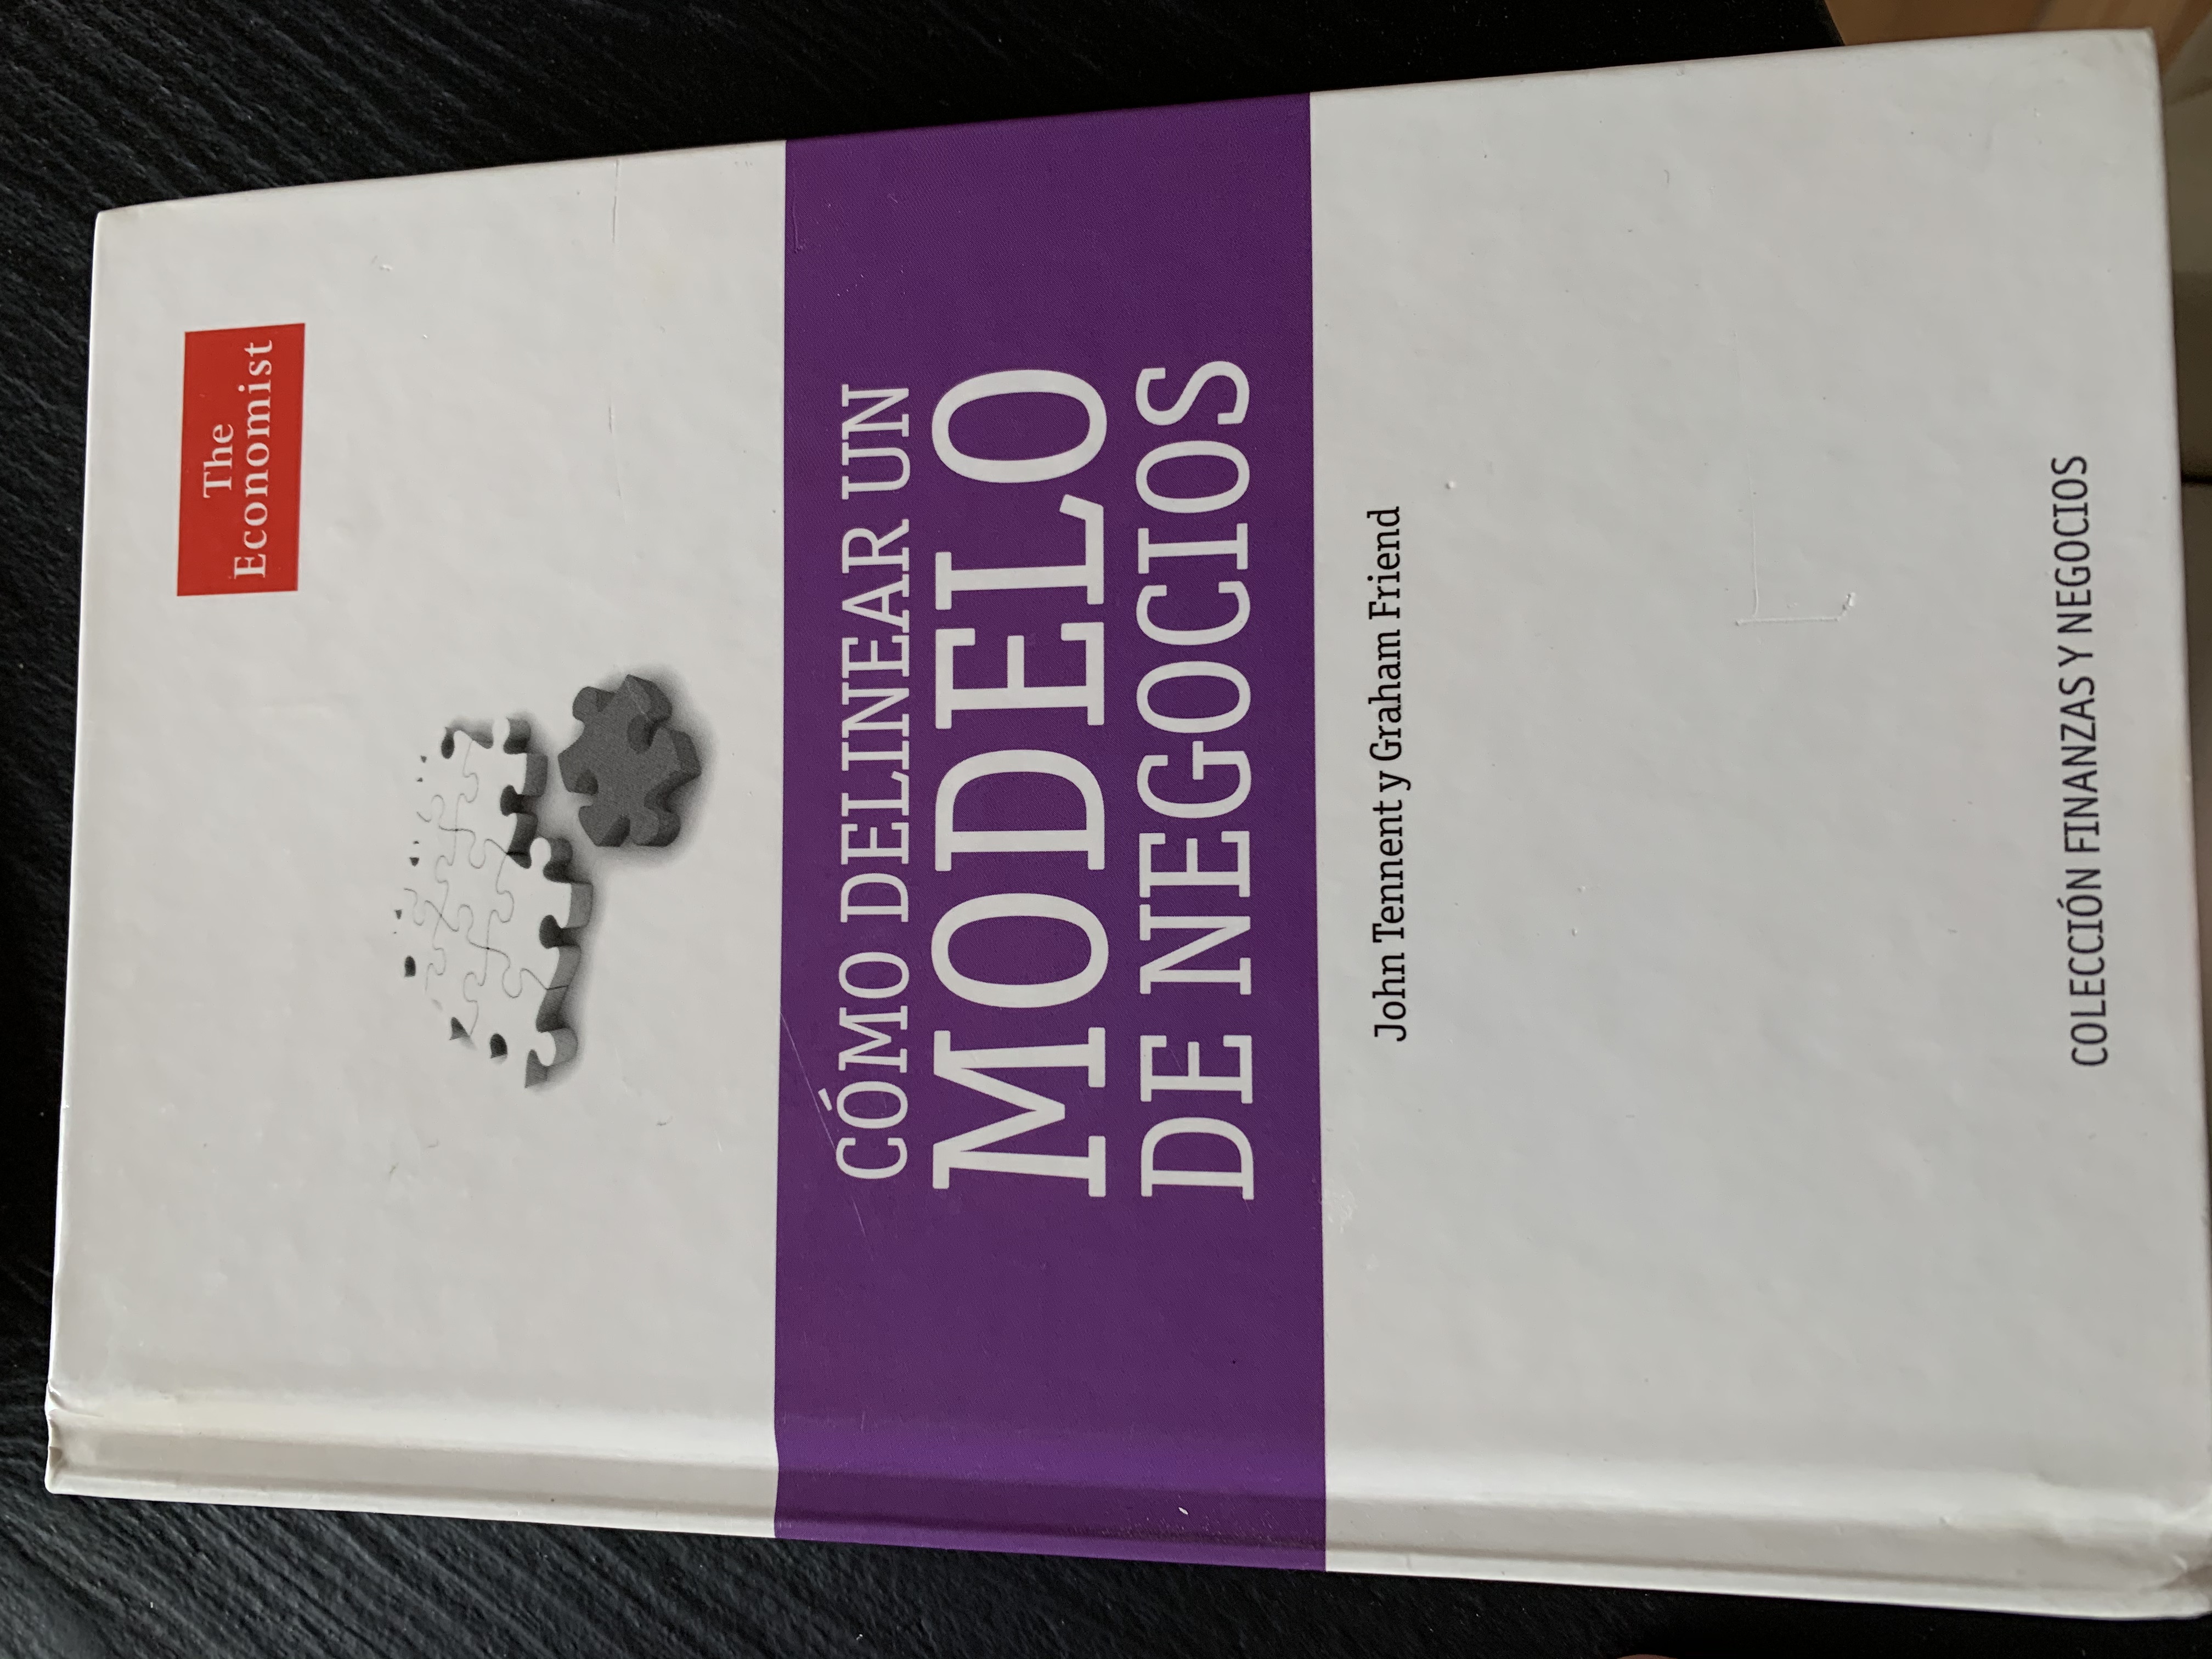 The
Economist
CÓMO DELINEAR UN
MODELO
DE NEGOCIOS
John Tennent y Graham Friend
COLECCIÓN FINANZAS Y NEGOCIOS